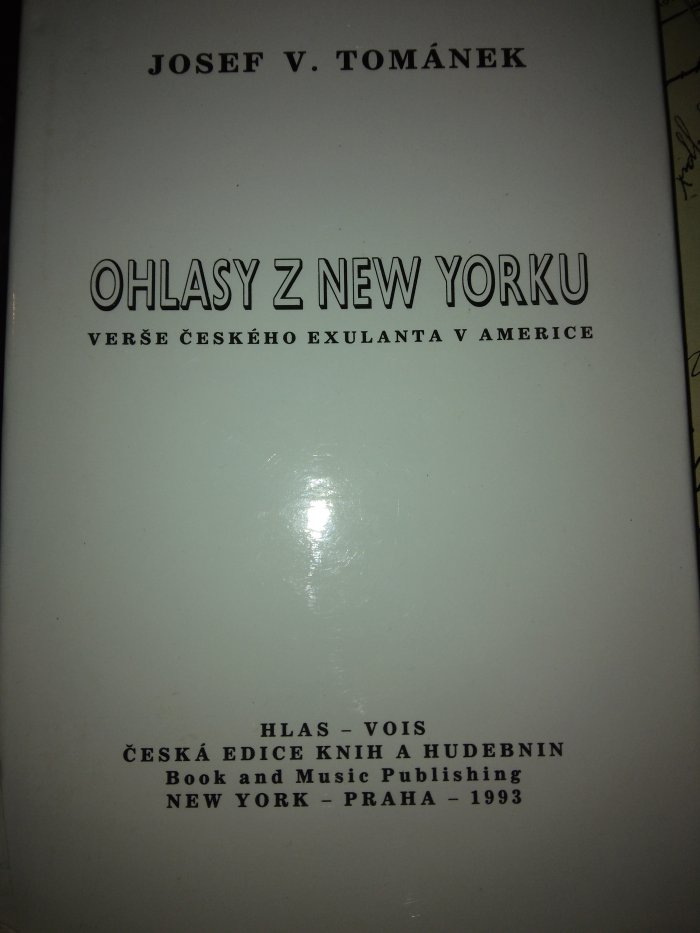 JOSEF V. TOMÁNEK
OHLASY Z NEW YORKU
VERŠE ČESKÉHO EXULANTA V AMERICE
HLAS – VOIS
ČESKÁ EDICE KNIH A HUDEBNIN
Book and Music Publishing
NEW YORK – PRAHA – 1993